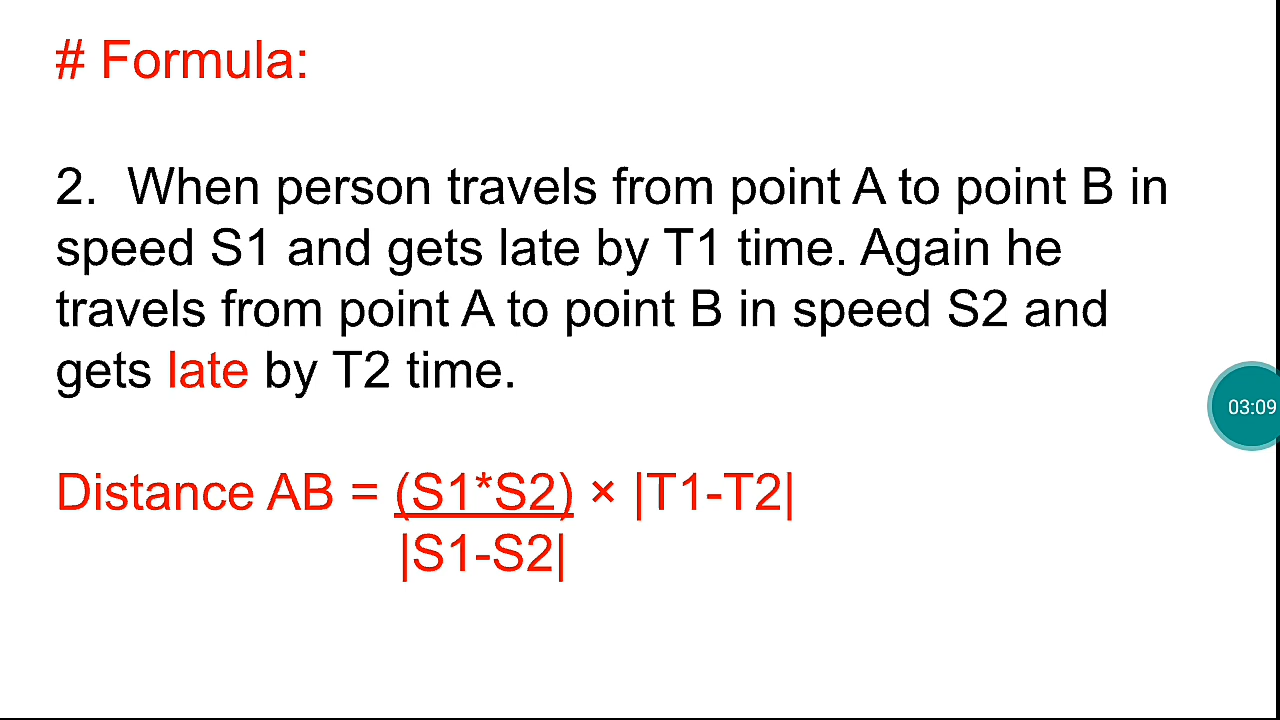 # Formula:
2. When person travels from point A to point B in
speed S1 and gets late by T1 time. Again he
travels from point A to point B in speed S2 and
gets late by T2 time.
03:09
Distance AB = (S1*S2) × |T1-T2|
|S1-S2|